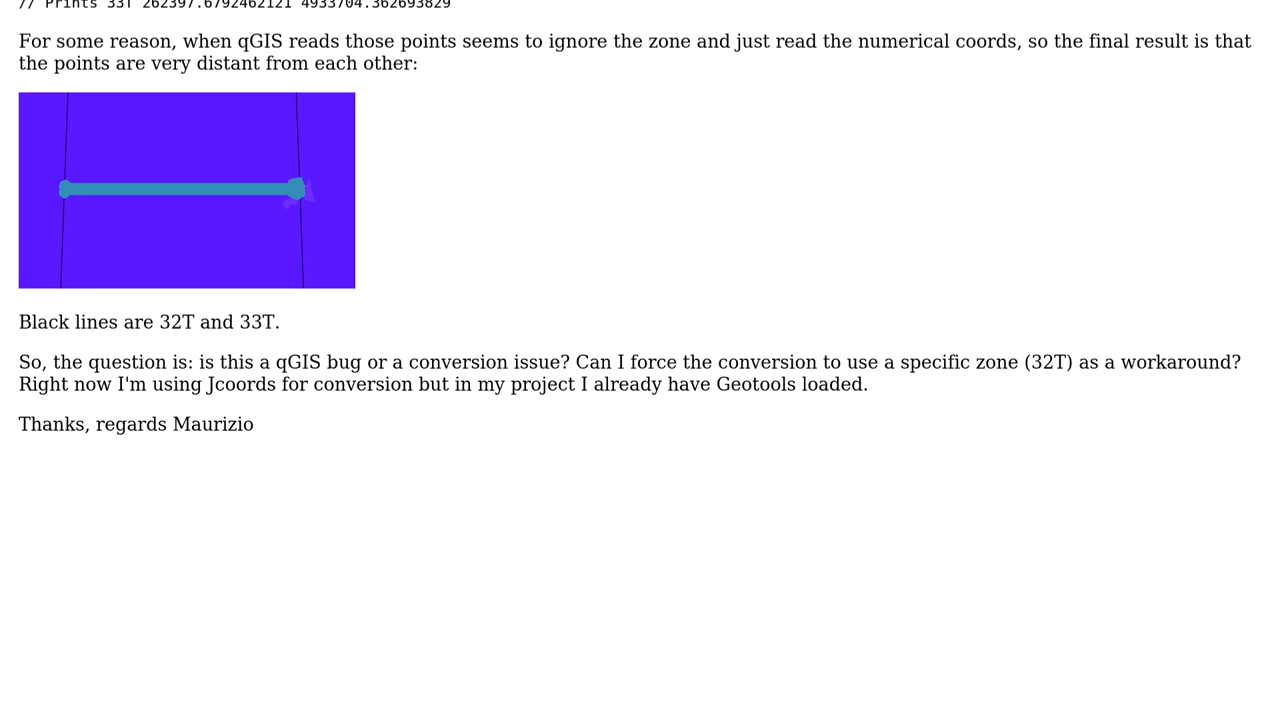 // Prints 33T 262397.6792462121 4933704.362693829
For some reason, when qGIS reads those points seems to ignore the zone and just read the numerical coords, so the final result is that
the points are very distant from each other:
Black lines are 32T and 33T.
So, the question is: is this a qGIS bug or a conversion issue? Can I force the conversion to use a specific zone (32T) as a workaround?
Right now I'm using Jcoords for conversion but in my project I already have Geotools loaded.
Thanks, regards Maurizio